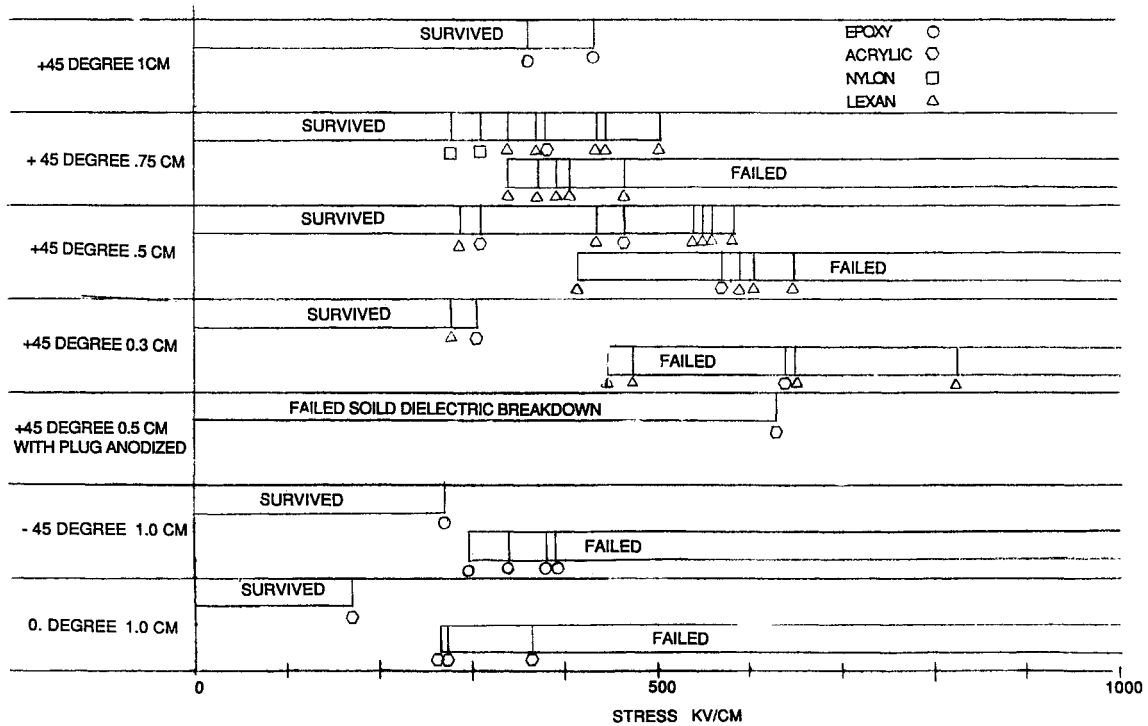 SURVIVED
EPOXY
ACRYLIC
NYLON
LEXAN
+45 DEGREE 1CM
SURVIVED
+ 45 DEGREE .75 CM
FAILED
SURVIVED
+45 DEGREE .5 CM
FAILED
SURVIVED
+45 DEGREE 0.3 CM
FAILED
FAILED SOILD DIELECTRIC BREAKDOWN
+45 DEGREE 0.5 CM
WITH PLUG ANODIZED
SURVIVED
- 45 DEGREE 1.0 CM
FAILED
SURVIVED
0. DEGREE 1.0 CM
FAILED
0 500 1000
STRESS KV/CM